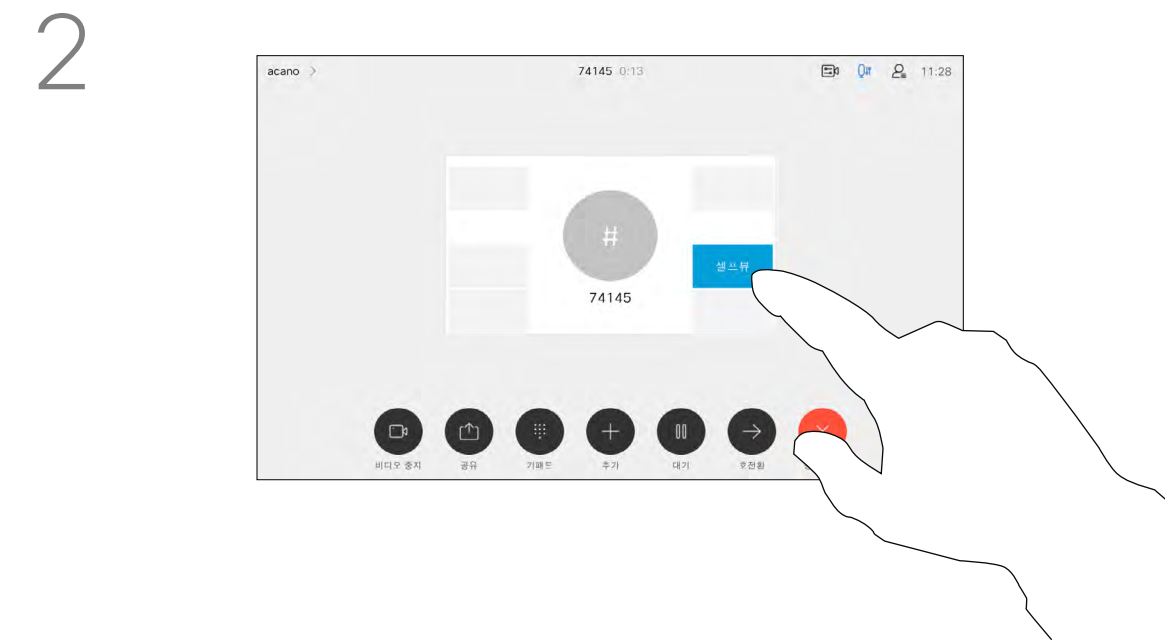 2
acano >
74145 0:13
11:28
#
셀프뷰
74145
비디오 중지
공유
키패드
추가
대기
호전환